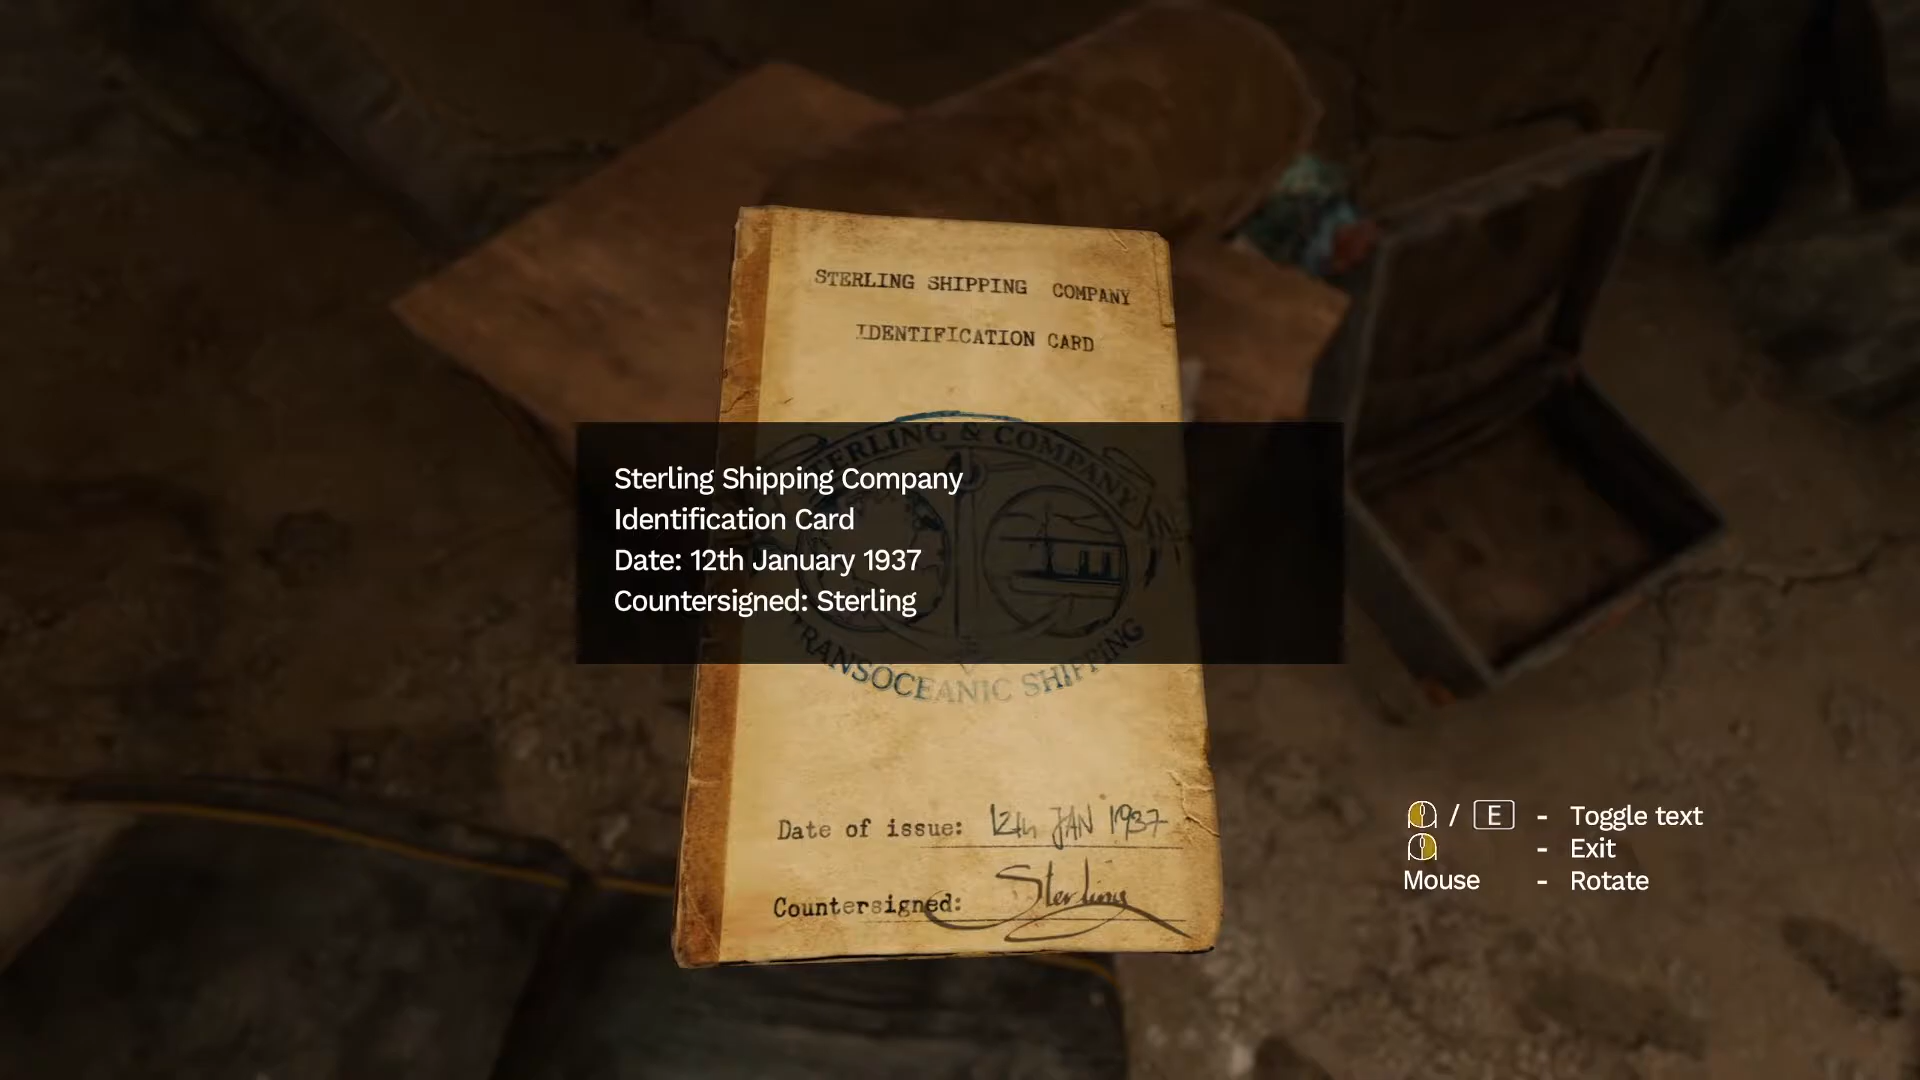 STERLING SHIPPING COMPANY
IDENTIFICATION CARD
STERLING & COMPANY
Sterling Shipping Company
Identification Card
Date: 12th January 1937
Countersigned: Sterling
TRANSOCEANIC SHIPPING
Date of issue: 12th JAN 1937
Countersigned: Sterling
/ E - Toggle text
- Exit
Mouse - Rotate